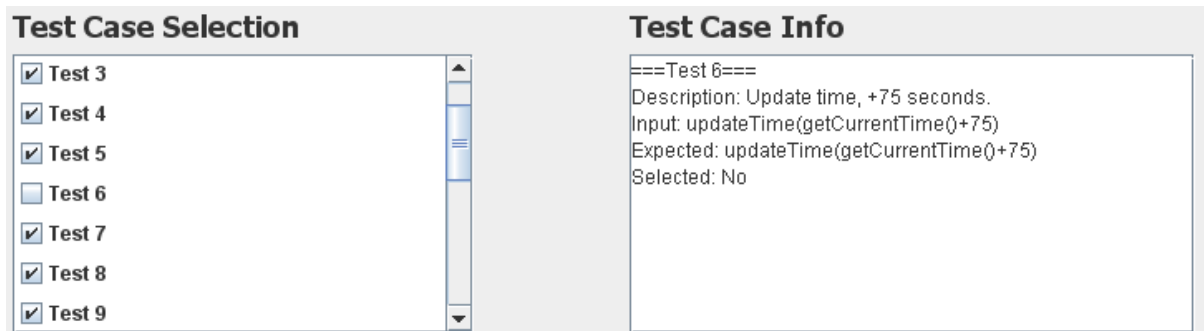 Test Case Selection
Test 3
Test 4
Test 5
Test 6
Test 7
Test 8
Test 9
Test Case Info
===Test 6===
Description: Update time, +75 seconds.
Input: updateTime(getCurrentTime()+75)
Expected: updateTime(getCurrentTime()+75)
Selected: No